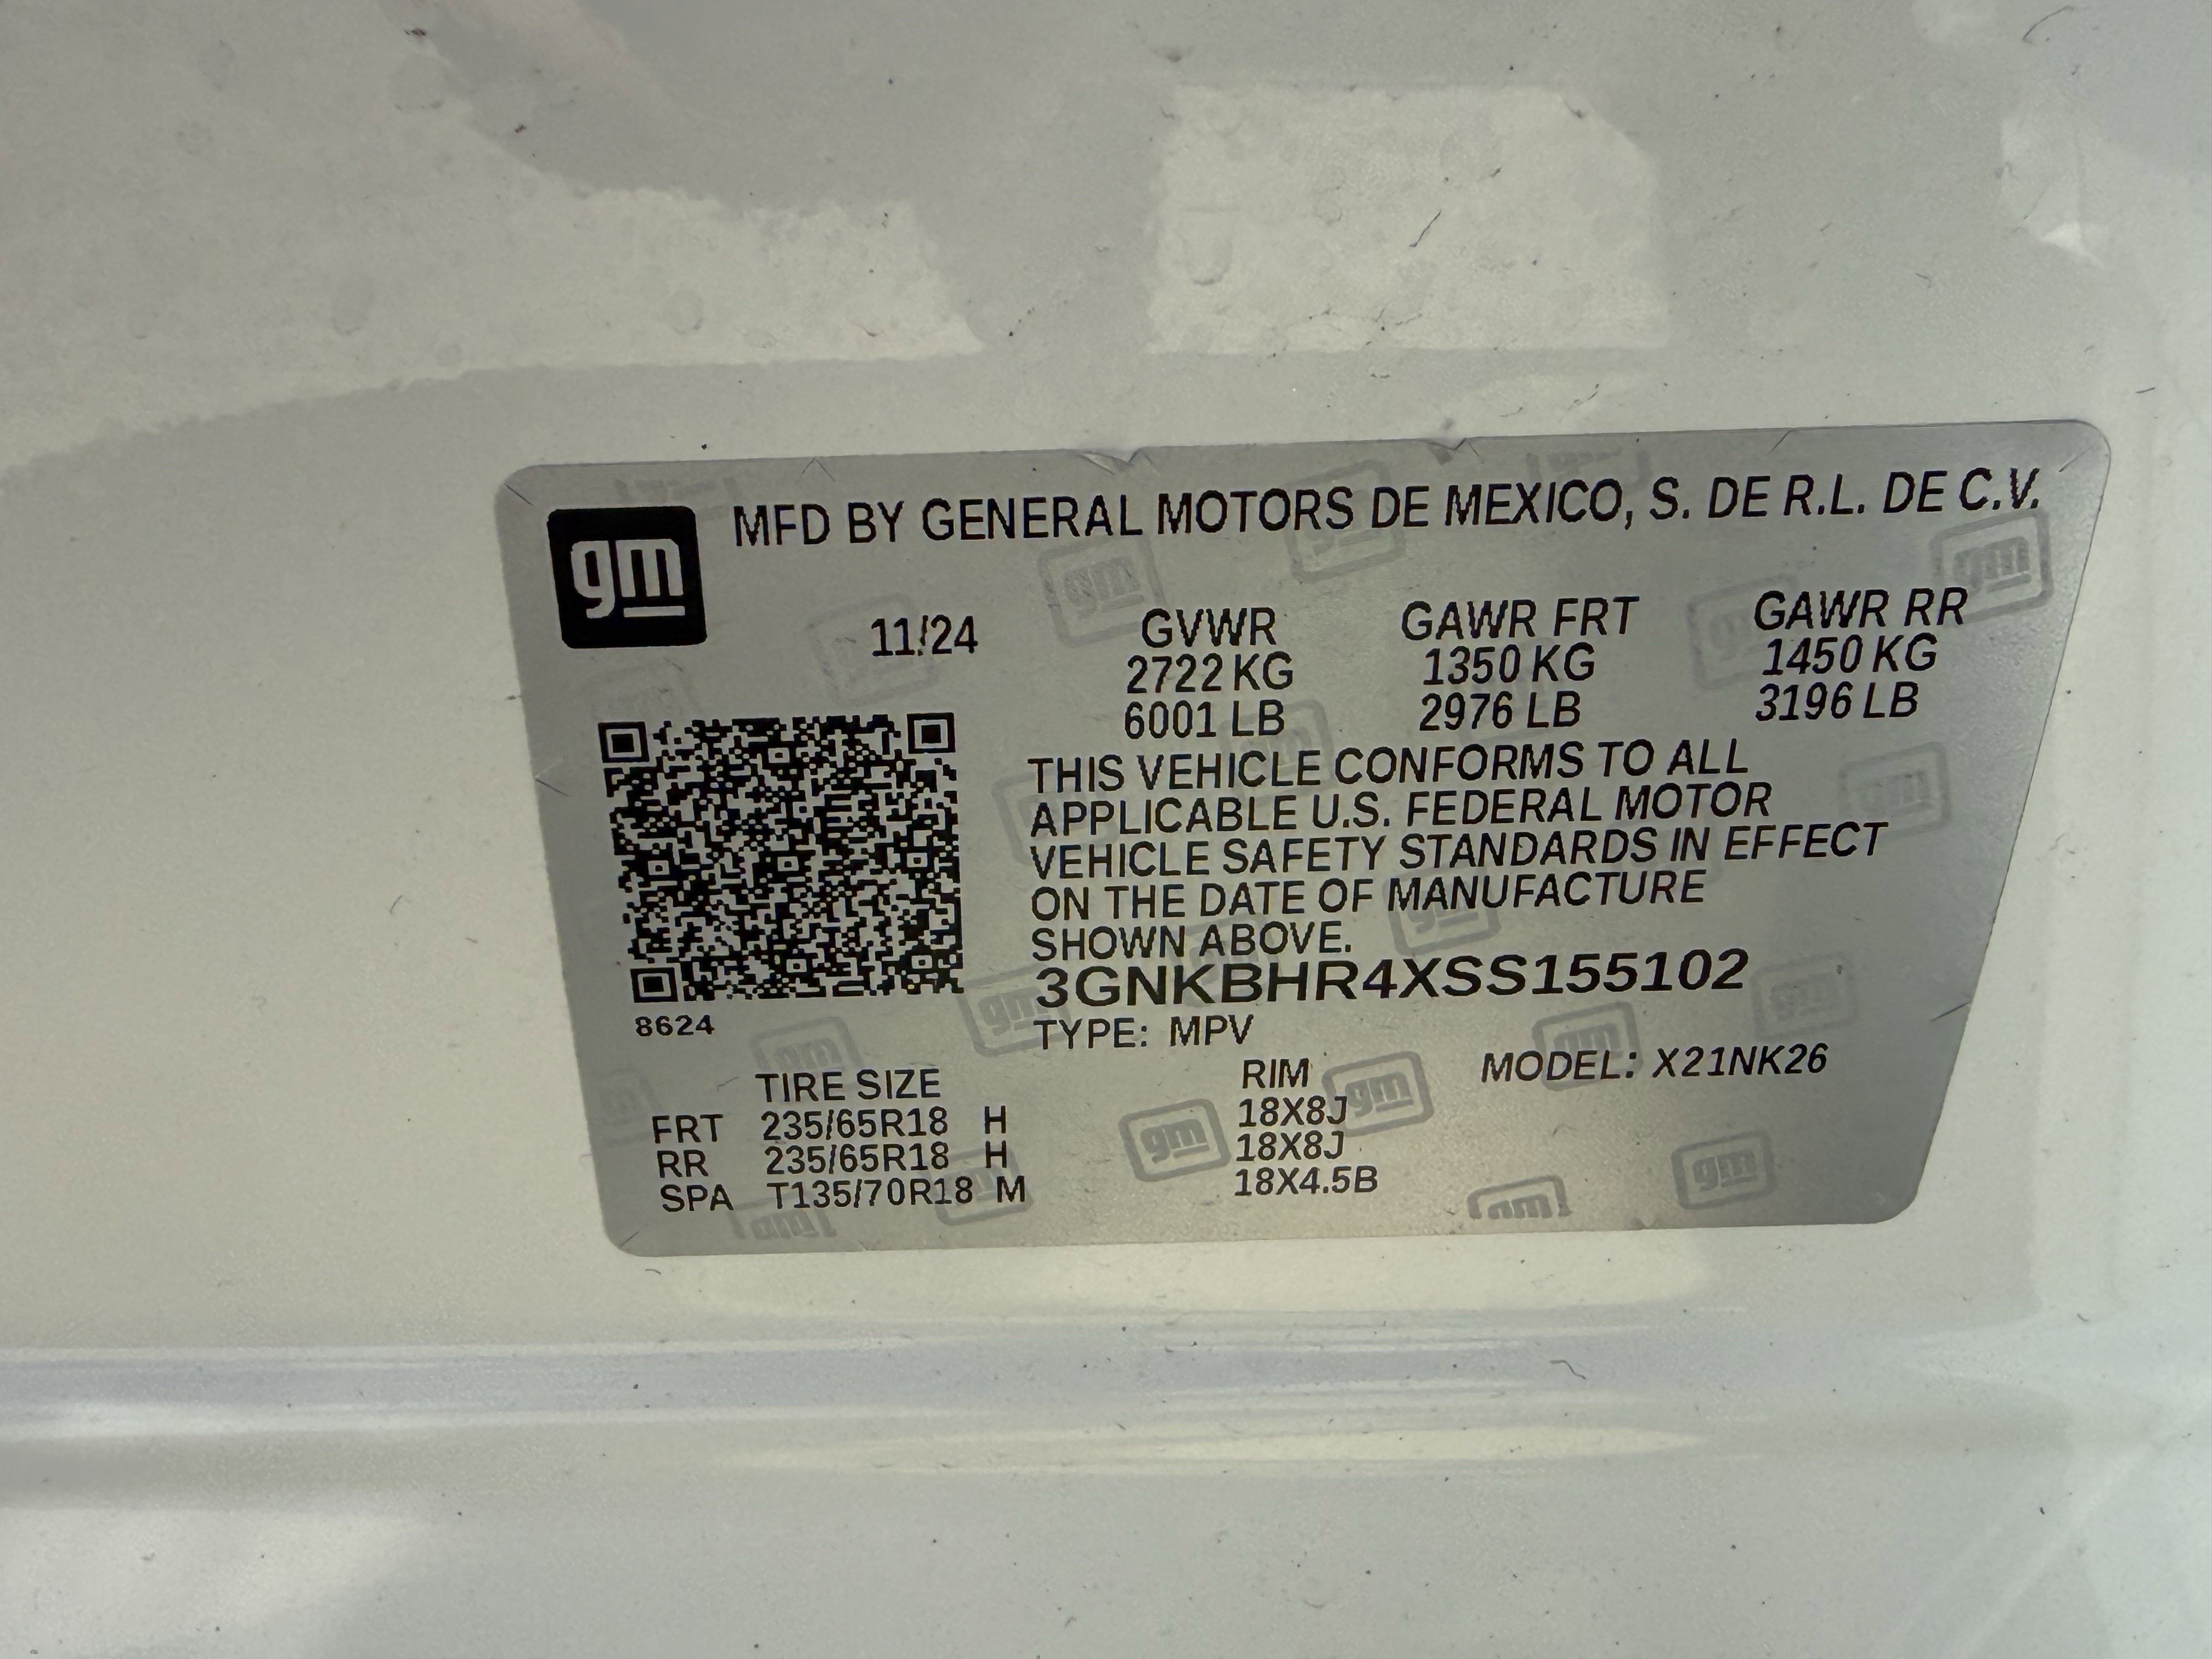 gm
MFD BY GENERAL MOTORS DE MEXICO, S. DE R.L. DE C.V.
11/24 GVWR GAWR FRT GAWR RR
2722 KG 1350 KG 1450 KG
6001 LB 2976 LB 3196 LB
THIS VEHICLE CONFORMS TO ALL
APPLICABLE U.S. FEDERAL MOTOR
VEHICLE SAFETY STANDARDS IN EFFECT
ON THE DATE OF MANUFACTURE
SHOWN ABOVE.
3GNKBHR4XSS155102
8624
TYPE: MPV MODEL: X21NK26
TIRE SIZE RIM
FRT 235/65R18 H 18X8J
RR 235/65R18 H 18X8J
SPA T135/70R18 M 18X4.5B